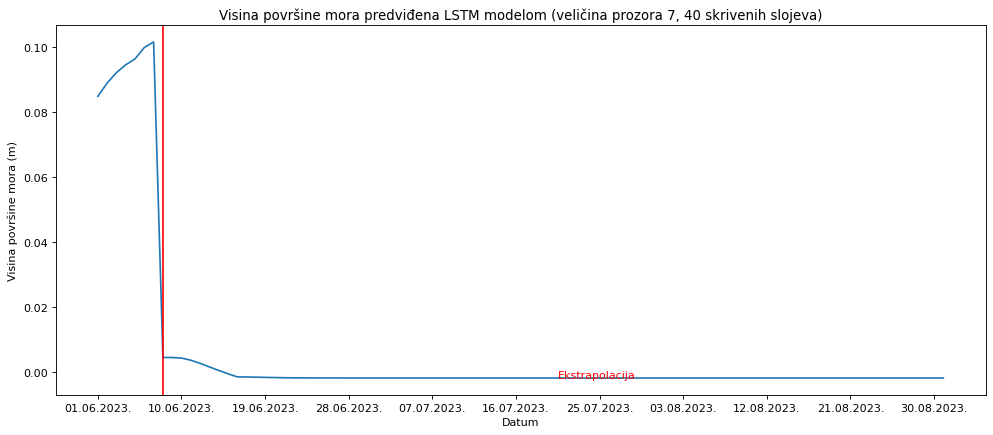 Visina površine mora predviđena LSTM modelom (veličina prozora 7, 40 skrivenih slojeva)
Visina površine mora (m)
0.10
0.08
0.06
0.04
0.02
0.00
Ekstrapolacija
01.06.2023. 10.06.2023. 19.06.2023. 28.06.2023. 07.07.2023. 16.07.2023. 25.07.2023. 03.08.2023. 12.08.2023. 21.08.2023. 30.08.2023.
Datum